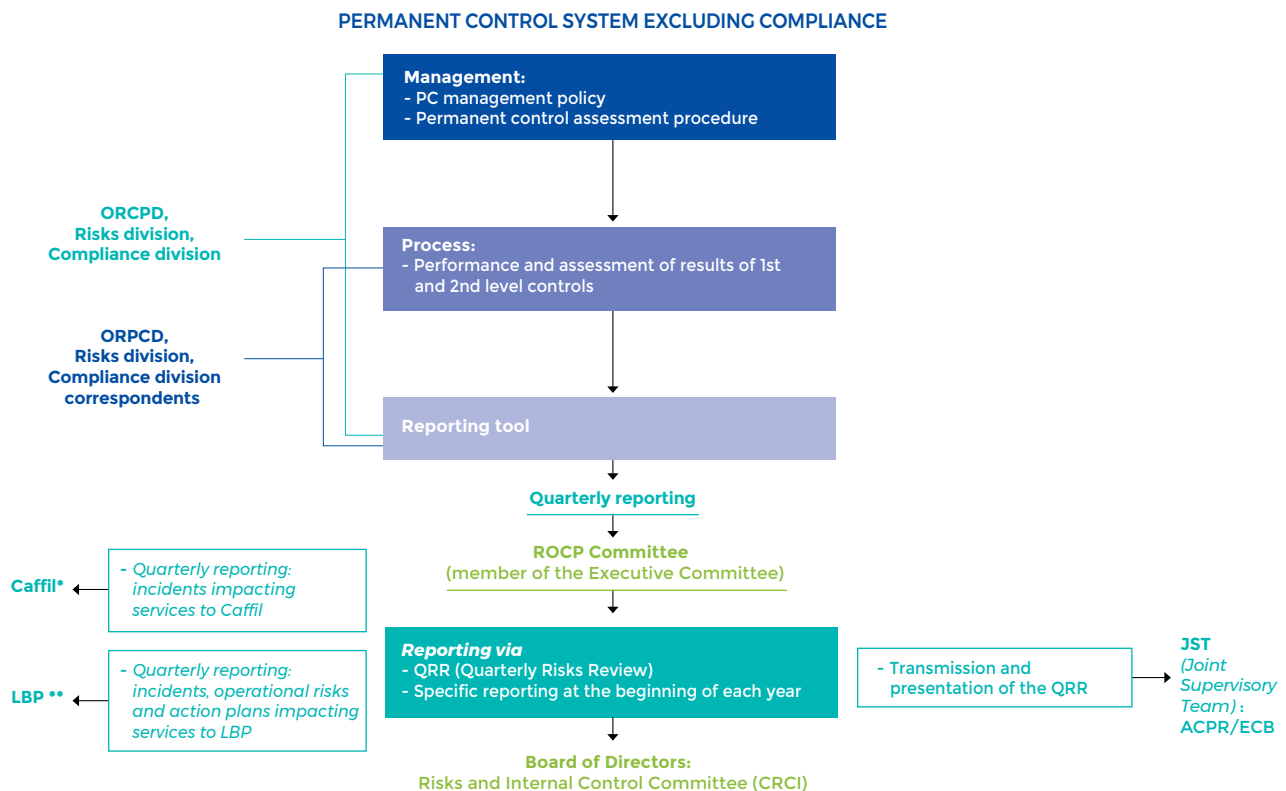 PERMANENT CONTROL SYSTEM EXCLUDING COMPLIANCE
Management:
- PC management policy
- Permanent control assessment procedure
ORCPD,
Risks division,
Compliance division
Process:
- Performance and assessment of results of 1st
and 2nd level controls
ORPCD,
Risks division,
Compliance division
correspondents
Reporting tool
Quarterly reporting
ROCP Committee
(member of the Executive Committee)
Caffil*
- Quarterly reporting:
incidents impacting
services to Caffil
LBP **
- Quarterly reporting:
incidents, operational risks
and action plans impacting
services to LBP
Reporting via
- QRR (Quarterly Risks Review)
- Specific reporting at the beginning of each year
- Transmission and
presentation of the QRR
JST
(Joint
Supervisory
Team) :
ACPR/ECB
Board of Directors:
Risks and Internal Control Committee (CRCI)